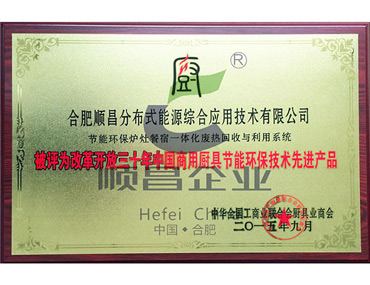 廚®
合肥顺昌分布式能源综合应用技术有限公司
节能环保炉灶餐宿一体化废热回收与利用系统
被评为改革开放三十年中国商用厨具节能环保技术先进产品
顺昌企业
Hefei Ch
中国·合肥
中华全国工商业联合会厨具业商会
二〇一五年九月